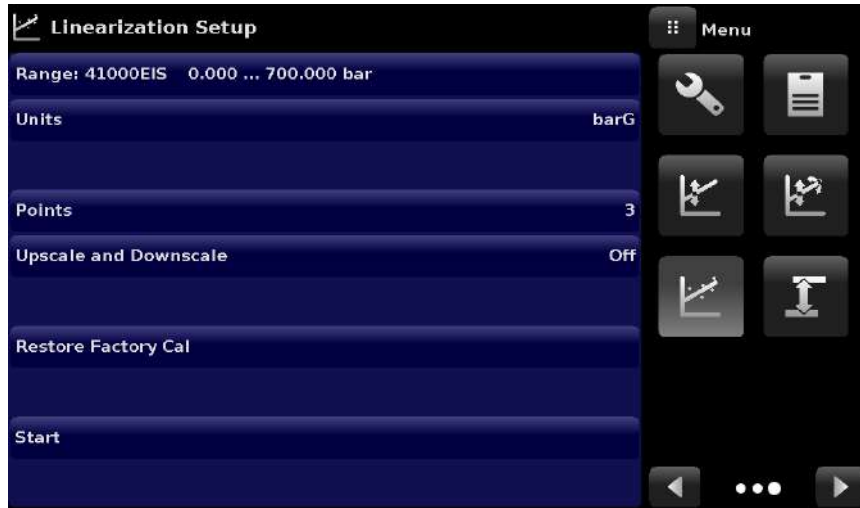 Linearization Setup
Menu
Range: 41000EIS 0.000 ... 700.000 bar
Units barG
Points 3
Upscale and Downscale Off
Restore Factory Cal
Start